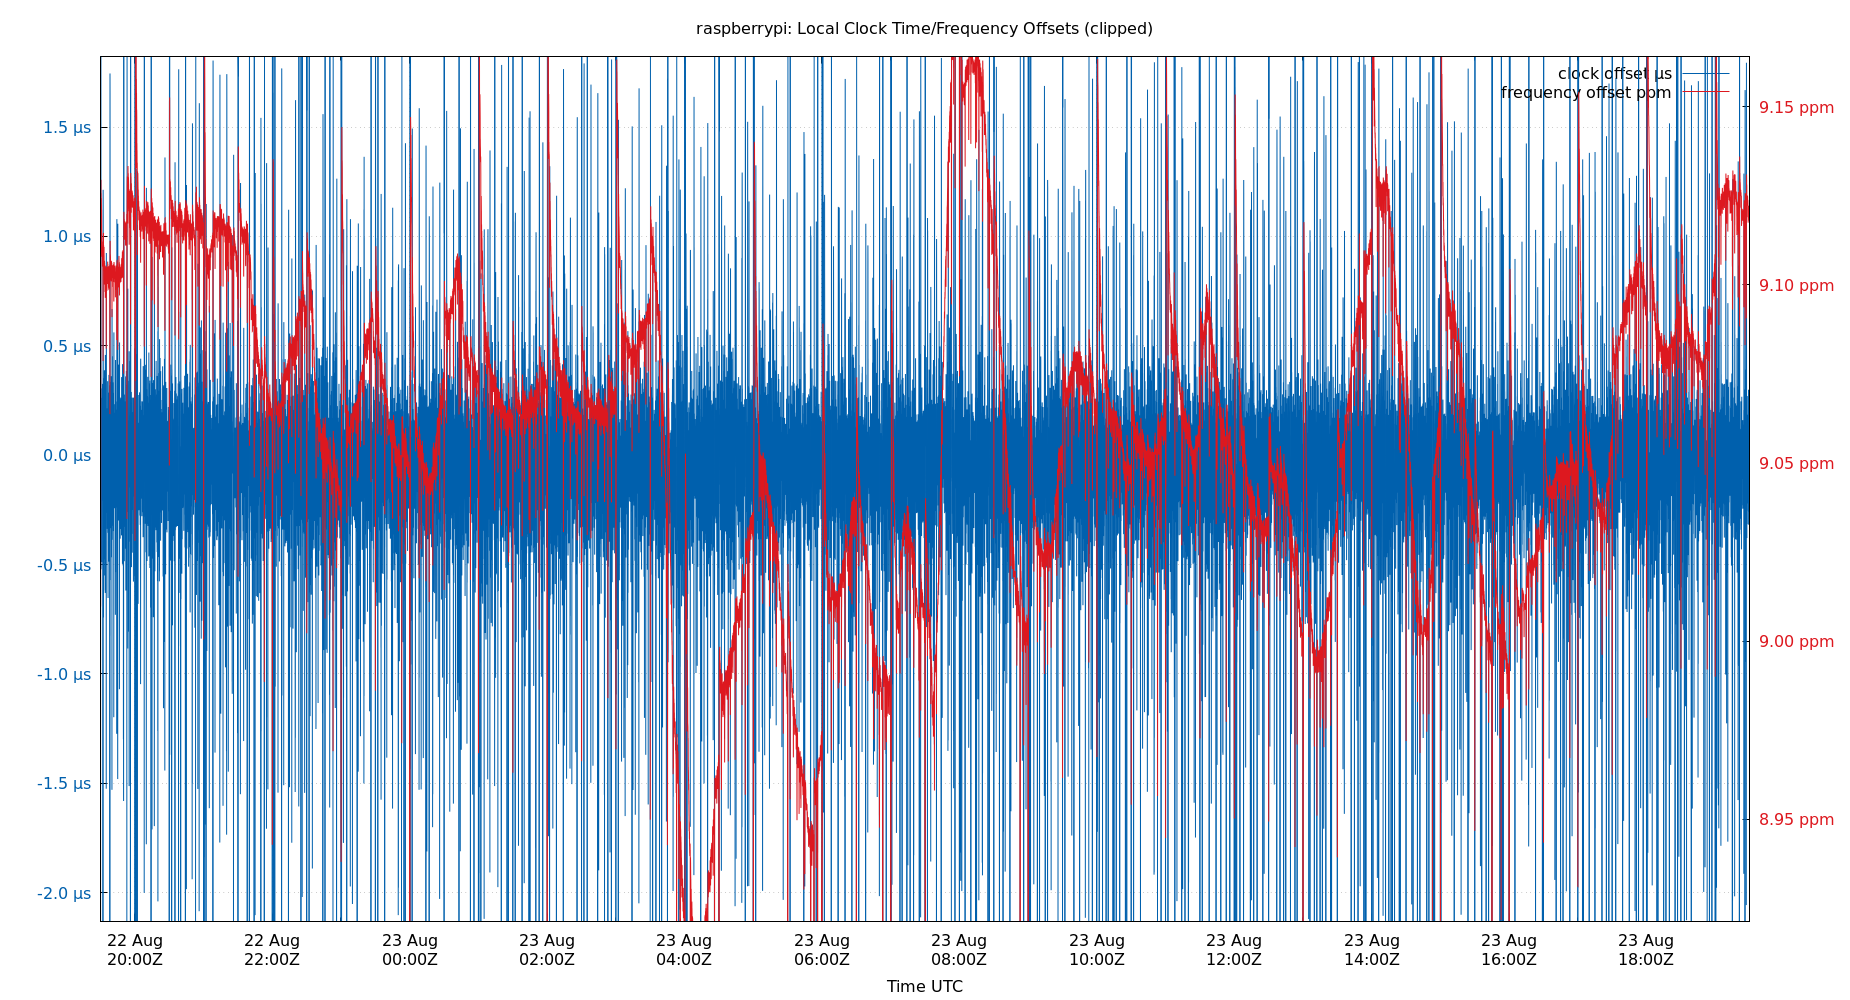 raspberrypi: Local Clock Time/Frequency Offsets (clipped)
clock offset µs
frequency offset ppm
1.5 µs
1.0 µs
0.5 µs
0.0 µs
-0.5 µs
-1.0 µs
-1.5 µs
-2.0 µs
9.15 ppm
9.10 ppm
9.05 ppm
9.00 ppm
8.95 ppm
22 Aug 22 Aug 23 Aug 23 Aug 23 Aug 23 Aug 23 Aug 23 Aug 23 Aug 23 Aug 23 Aug 23 Aug
20:00Z 22:00Z 00:00Z 02:00Z 04:00Z 06:00Z 08:00Z 10:00Z 12:00Z 14:00Z 16:00Z 18:00Z
Time UTC